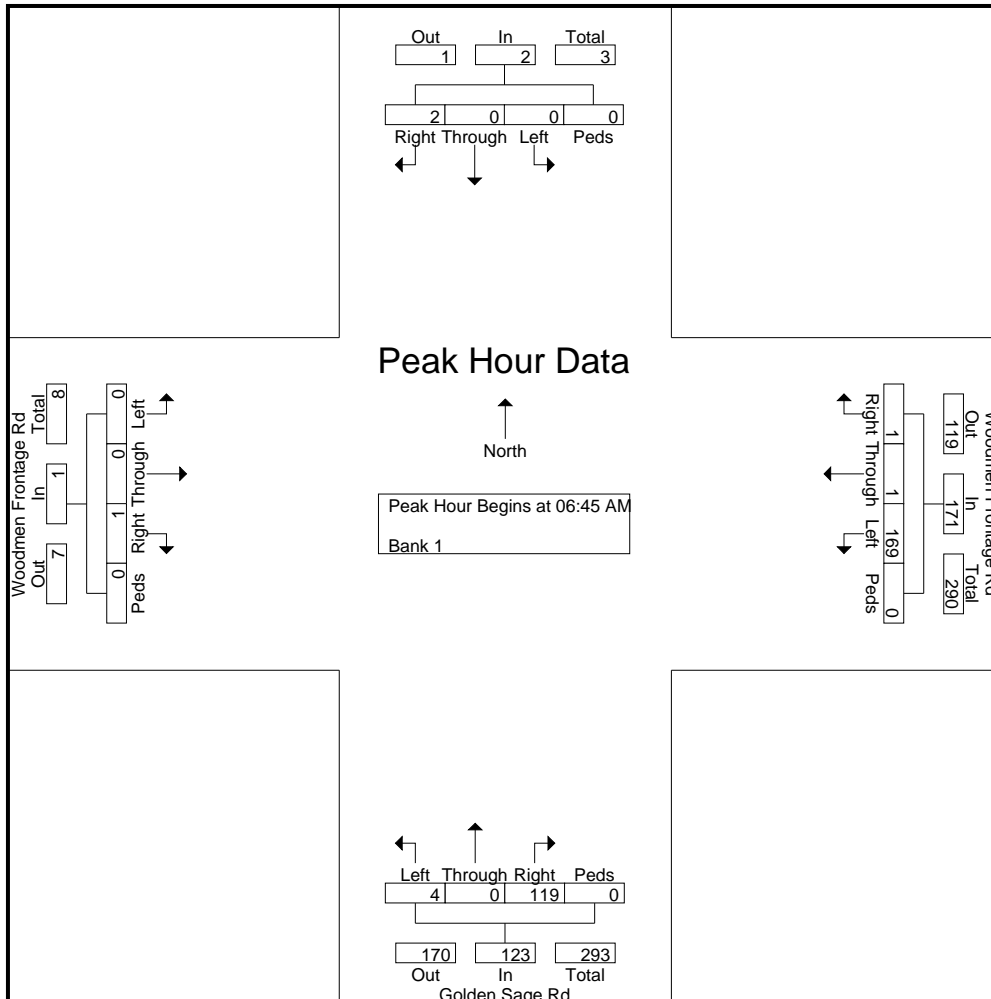 Out In Total
1 2 3
2 0 0 0
Right Through Left Peds
Peak Hour Data
North
Peak Hour Begins at 06:45 AM
Bank 1
Woodmen Frontage Rd
Out In Total
7 1 8
0 0 1 0
Left Through Right Peds
Woodmen Frontage Rd
Out In Total
119 171 290
1 1 169 0
Right Through Left Peds
Left Through Right Peds
4 0 119 0
170 123 293
Out In Total
Golden Sage Rd